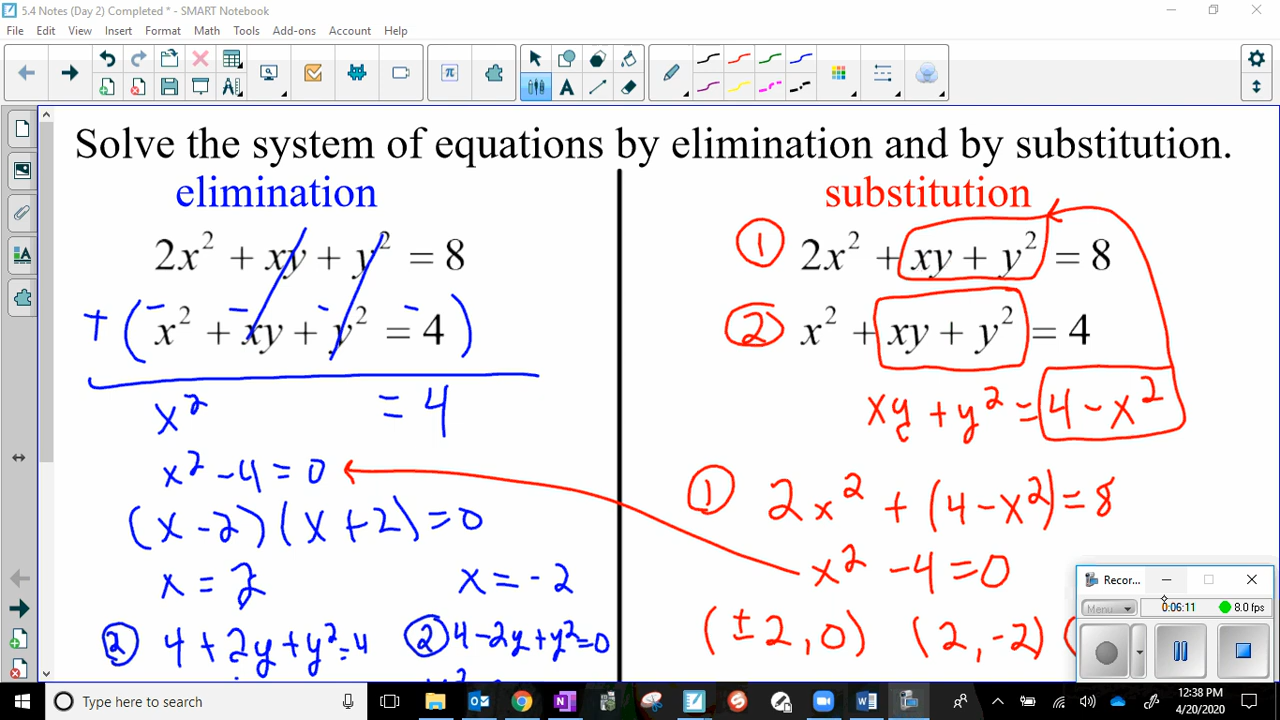 5.4 Notes (Day 2) Completed * - SMART Notebook
File Edit View Insert Format Math Tools Add-ons Account Help
Solve the system of equations by elimination and by substitution.
elimination
2x² + xy + y² = 8
+ ( - x² + - xy + - y² = - 4 )
x² = 4
x² - 4 = 0
(x - 2)(x + 2) = 0
x = 2 x = -2
② 4 + 2y + y² = 4 ② 4 - 2y + y² = 0
substitution
① 2x² + xy + y² = 8
② x² + xy + y² = 4
xy + y² = 4 - x²
① 2x² + (4 - x²) = 8
x² - 4 = 0
(± 2, 0) (2, -2) (
Recor...
Menu
0:06:11
8.0 fps
Type here to search
12:38 PM
4/20/2020